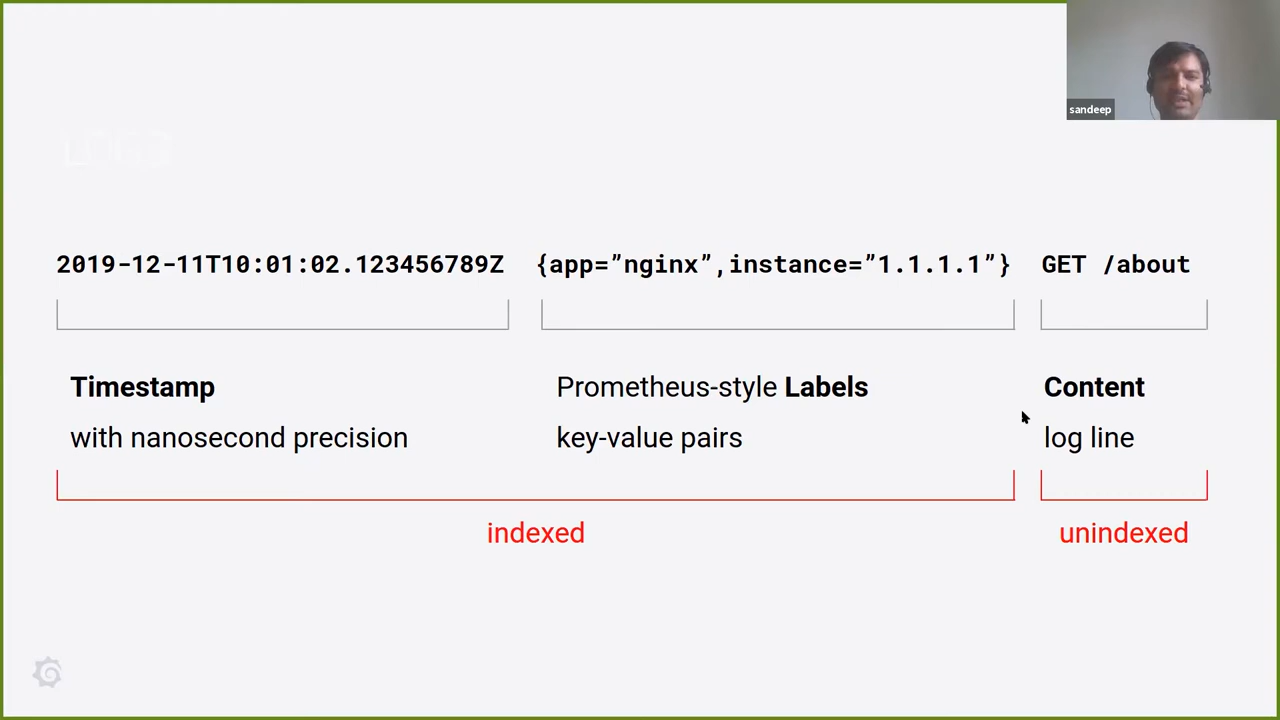 sandeep
LOGS
2019-12-11T10:01:02.123456789Z {app=”nginx”,instance=”1.1.1.1”} GET /about
Timestamp Prometheus-style Labels Content
with nanosecond precision key-value pairs log line
indexed unindexed